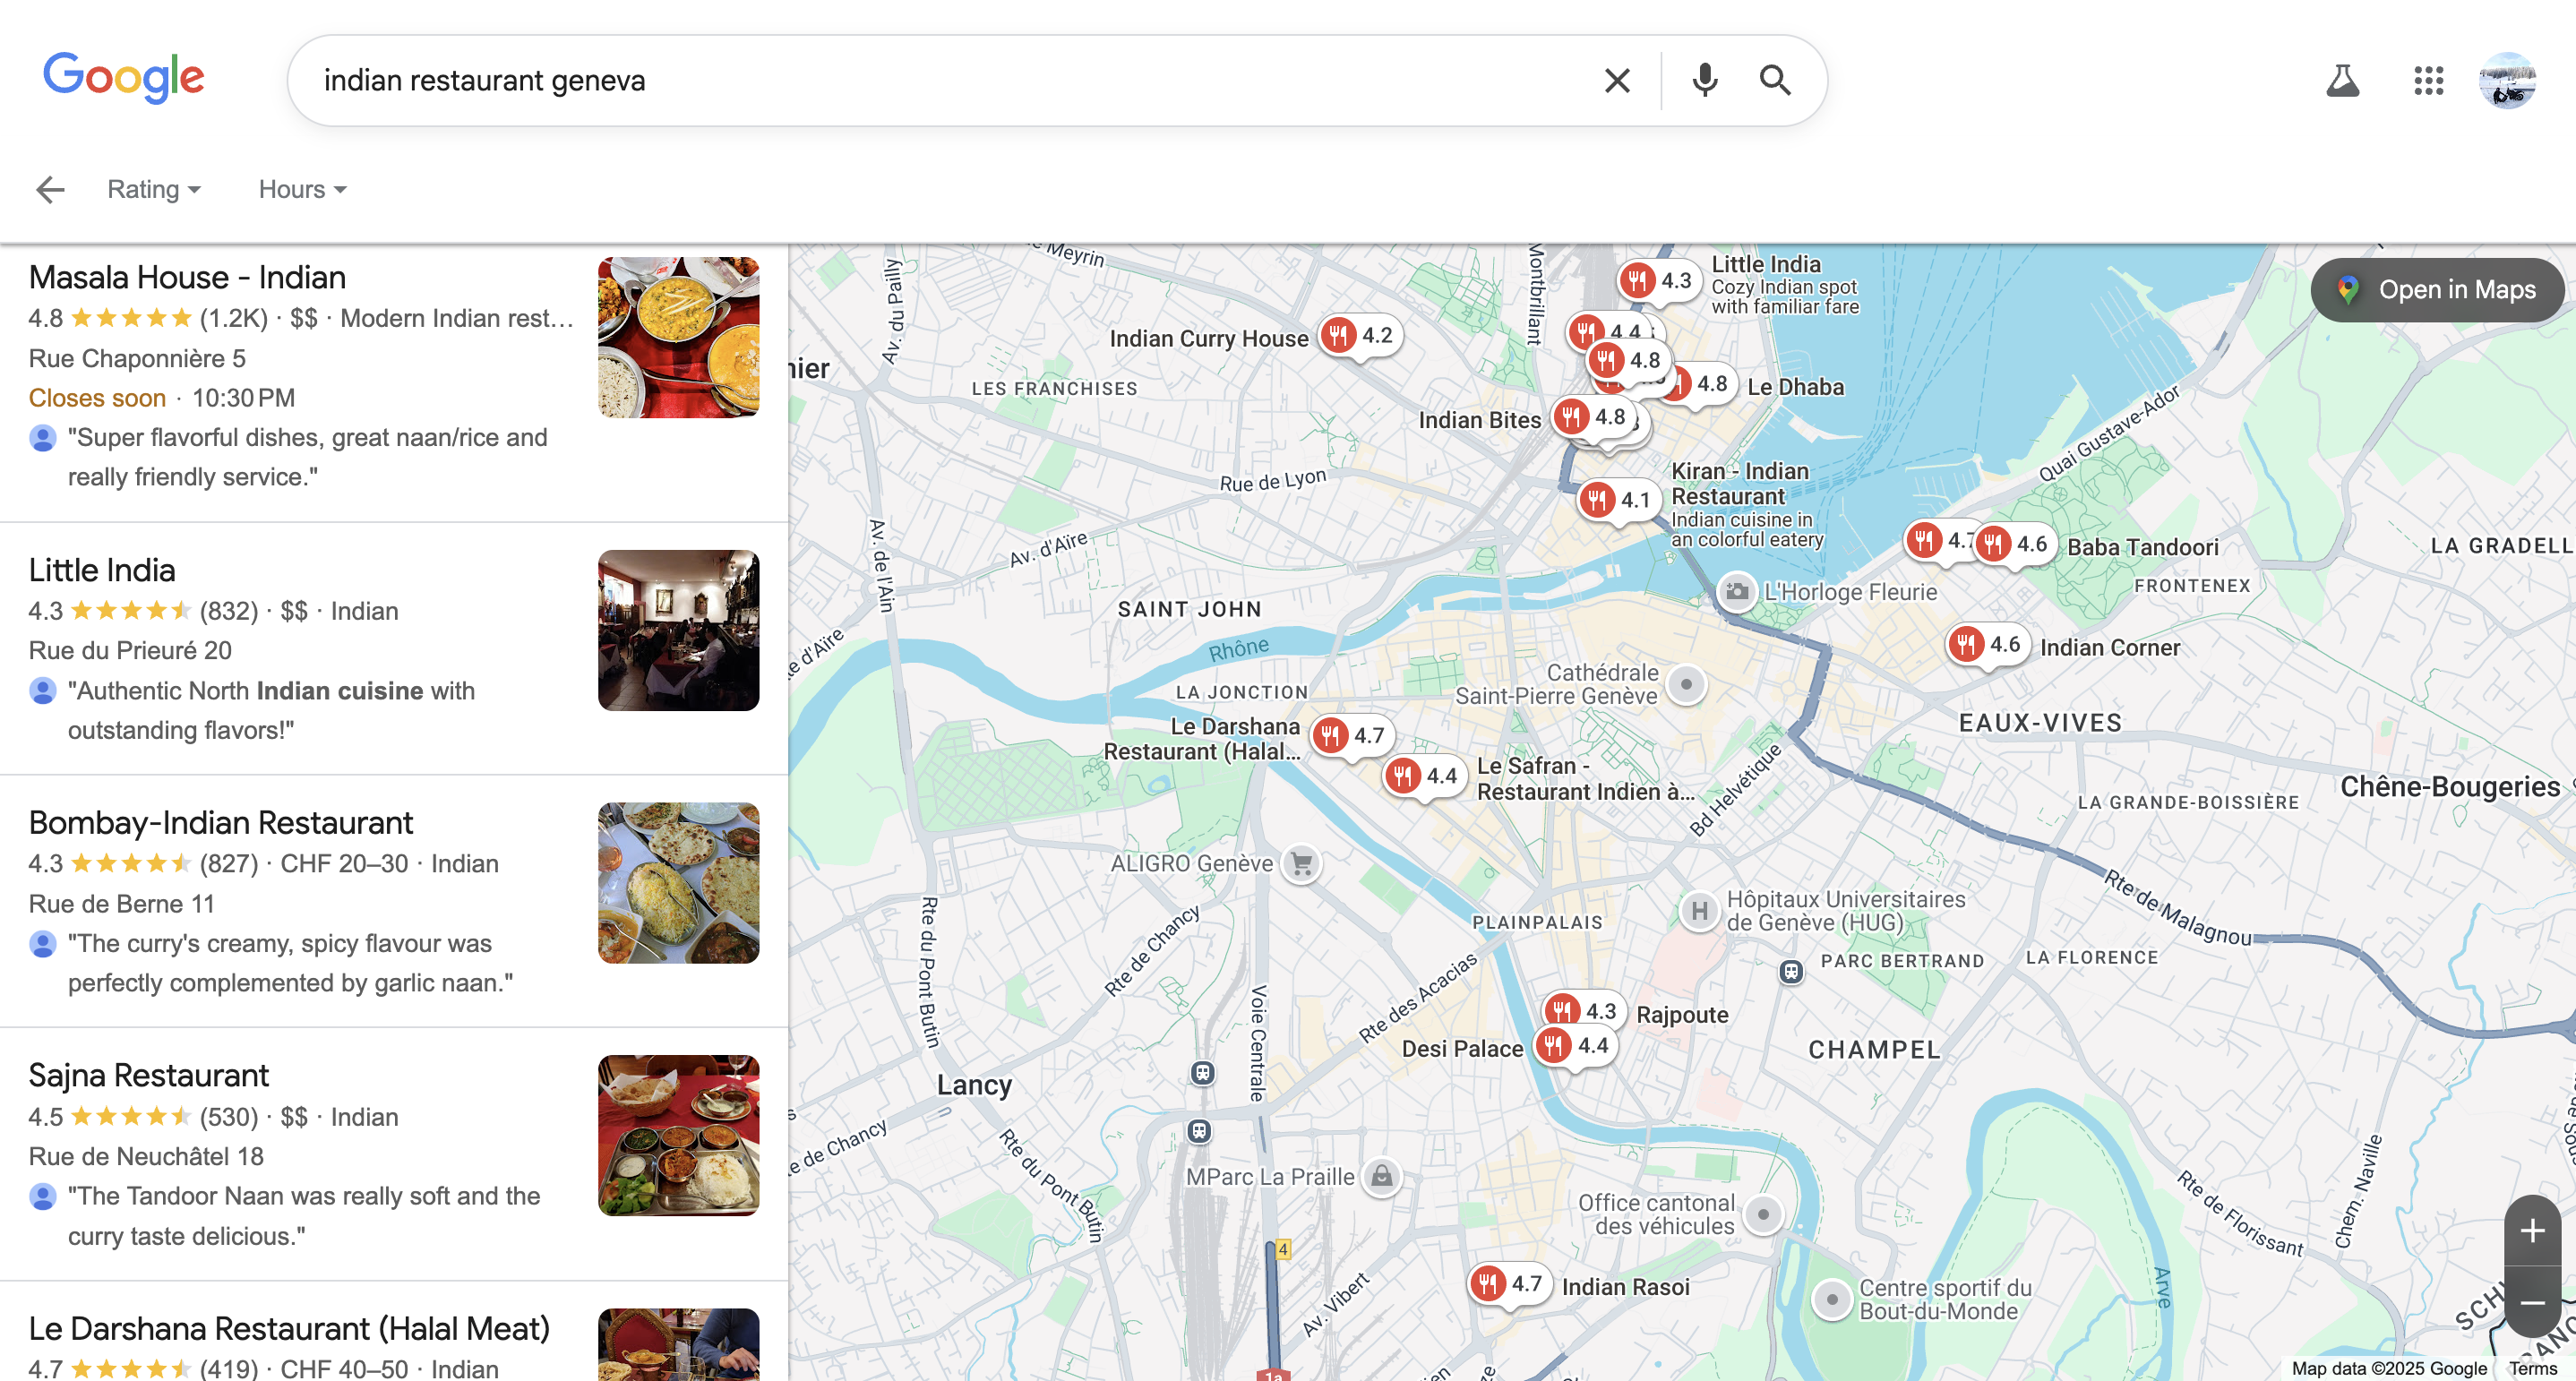 Google
indian restaurant geneva
Rating
Hours
Masala House - Indian
4.8 (1.2K) · $$ · Modern Indian rest…
Rue Chaponnière 5
Closes soon · 10:30 PM
"Super flavorful dishes, great naan/rice and
really friendly service."
Little India
4.3 (832) · $$ · Indian
Rue du Prieuré 20
"Authentic North Indian cuisine with
outstanding flavors!"
Bombay-Indian Restaurant
4.3 (827) · CHF 20–30 · Indian
Rue de Berne 11
"The curry's creamy, spicy flavour was
perfectly complemented by garlic naan."
Sajna Restaurant
4.5 (530) · $$ · Indian
Rue de Neuchâtel 18
"The Tandoor Naan was really soft and the
curry taste delicious."
Le Darshana Restaurant (Halal Meat)
4.7 (419) · CHF 40–50 · Indian
Meyrin
Av. du Pailly
Montbrillant
4.3
Little India
Cozy Indian spot
with familiar fare
Open in Maps
Indian Curry House
4.2
4.4
4.8
4.8
Le Dhaba
LES FRANCHISES
Indian Bites
4.8
Quai Gustave-Ador
Rue de Lyon
Kiran - Indian
Restaurant
Indian cuisine in
an colorful eatery
4.1
Av. de l'Ain
Av. d'Aïre
4.7
4.6
Baba Tandoori
LA GRADELL
FRONTENEX
L'Horloge Fleurie
SAINT JOHN
Rhône
d'Aïre
4.6
Indian Corner
Cathédrale
Saint-Pierre Genève
LA JONCTION
EAUX-VIVES
Le Darshana
Restaurant (Halal...
4.7
4.4
Le Safran -
Restaurant Indien à...
Bd Helvétique
Chêne-Bougeries
LA GRANDE-BOISSIÈRE
ALIGRO Genève
Rte de Malagnou
Hôpitaux Universitaires
de Genève (HUG)
H
PLAINPALAIS
Rte du Pont Butin
Rte de Chancy
PARC BERTRAND
LA FLORENCE
Rte des Acacias
Voie Centrale
4.3
Rajpoute
Desi Palace
4.4
CHAMPEL
Lancy
de Chancy
Rte du Pont Butin
MParc La Praille
Chem. Naville
Rte de Florissant
Office cantonal
des véhicules
4
4.7
Indian Rasoi
Av. Vibert
Centre sportif du
Bout-du-Monde
Arve
1a
Map data ©2025 Google
Terms